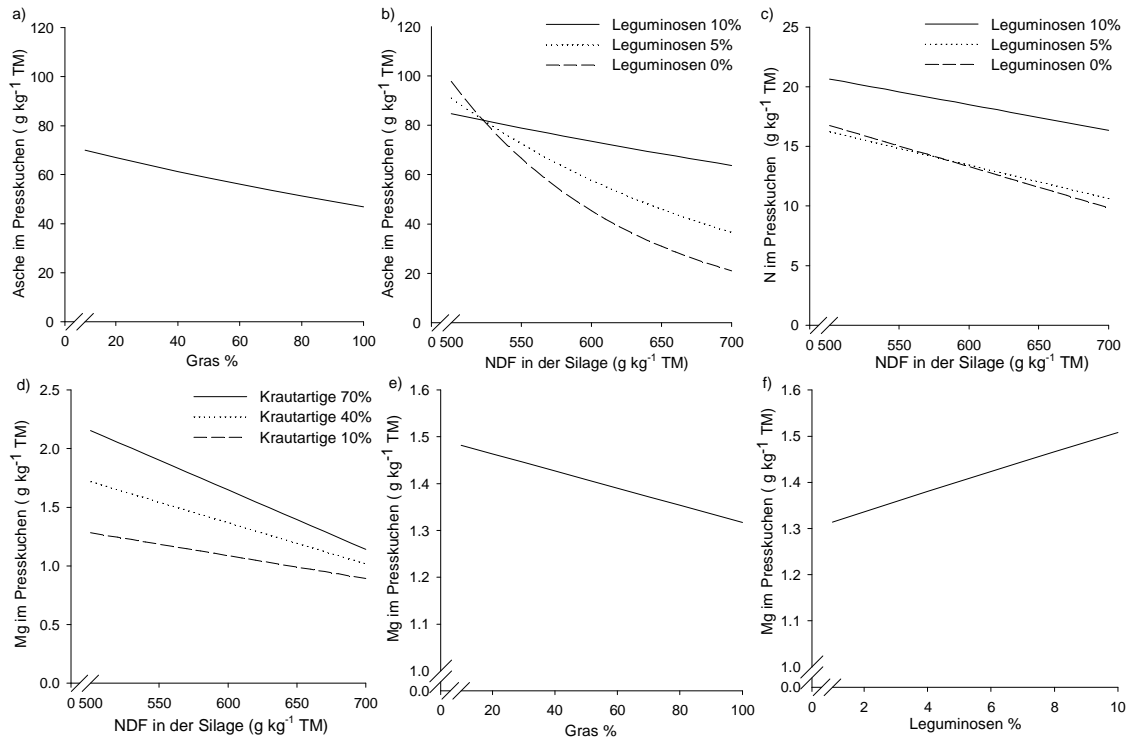 a)
Asche im Presskuchen ( g kg⁻¹ TM)
120
100
80
60
40
20
0
0 20 40 60 80 100
Gras %
b)
Leguminosen 10%
Leguminosen 5%
Leguminosen 0%
Asche im Presskuchen ( g kg⁻¹ TM)
120
100
80
60
40
20
0
0 500 550 600 650 700
NDF in der Silage (g kg⁻¹ TM)
c)
Leguminosen 10%
Leguminosen 5%
Leguminosen 0%
N im Presskuchen (g kg⁻¹ TM)
25
20
15
10
5
0
0 500 550 600 650 700
NDF in der Silage (g kg⁻¹ TM)
d)
Krautartige 70%
Krautartige 40%
Krautartige 10%
Mg im Presskuchen ( g kg⁻¹ TM)
2.5
2.0
1.5
1.0
0.5
0.0
0 500 550 600 650 700
NDF in der Silage (g kg⁻¹ TM)
e)
Mg im Presskuchen ( g kg⁻¹ TM)
1.6
1.5
1.4
1.3
1.2
1.1
1.0
0.0
0 20 40 60 80 100
Gras %
f)
Mg im Presskuchen ( g kg⁻¹ TM)
1.6
1.5
1.4
1.3
1.2
1.1
1.0
0.0
2 4 6 8 10
Leguminosen %